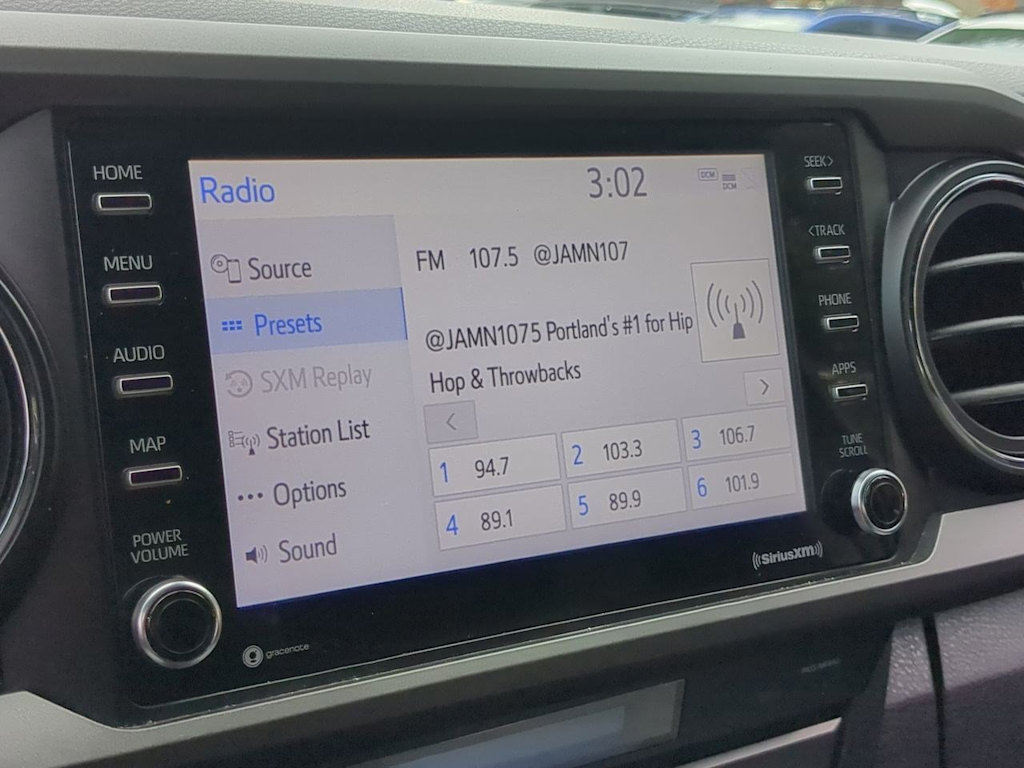 HOME
MENU
AUDIO
MAP
POWER
VOLUME
Radio
3:02
DCM
DCM
Source
Presets
SXM Replay
Station List
Options
Sound
FM 107.5 @JAMN107
@JAMN1075 Portland's #1 for Hip
Hop & Throwbacks
<
>
1 94.7
2 103.3
3 106.7
4 89.1
5 89.9
6 101.9
SEEK>
<TRACK
PHONE
APPS
TUNE
SCROLL
SiriusXM
gracenote